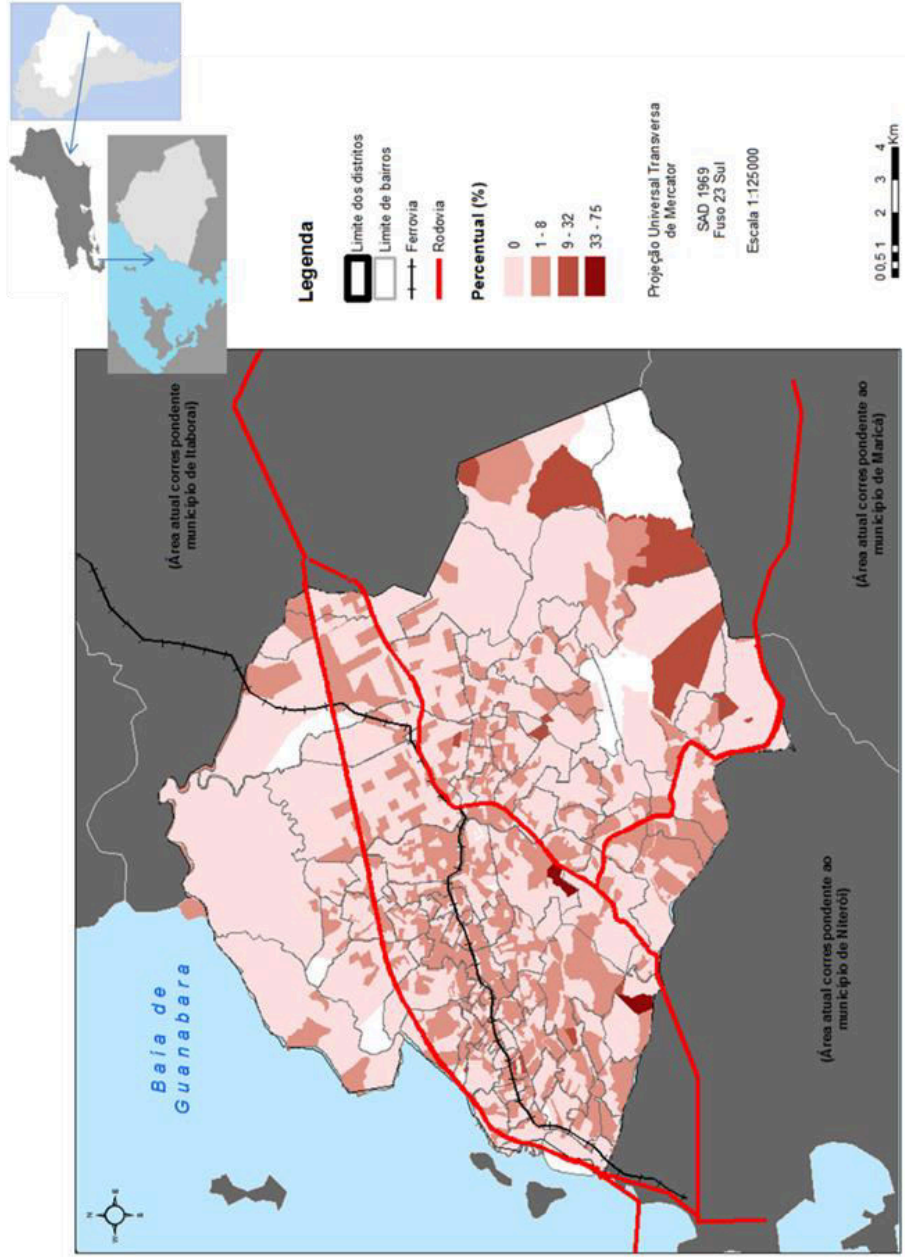 (Área atual correspondente ao
município de Itaboraí)
Baía de
Guanabara
N
S
(Área atual correspondente ao
município de Niterói)
(Área atual correspondente ao
município de Maricá)
Legenda
Limite dos distritos
Limite de bairros
Ferrovia
Rodovia
Percentual (%)
0
1 - 8
9 - 32
33 - 75
Projeção Universal Transversa
de Mercator
SAD 1969
Fuso 23 Sul
Escala 1:125000
0 0,5 1 2 3 4
Km